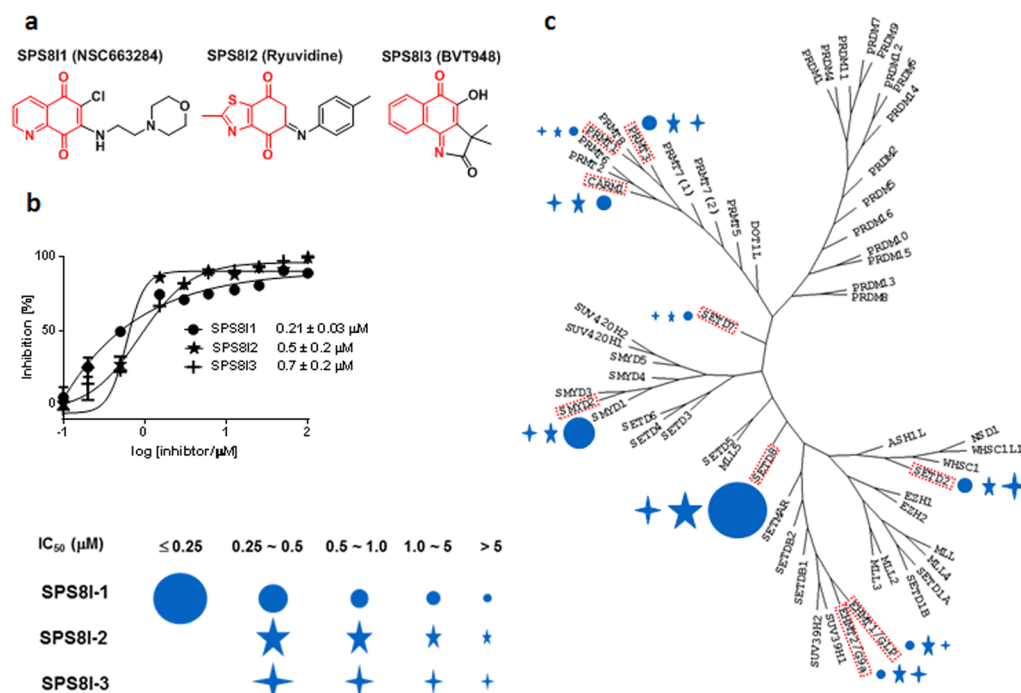 a
SPS8I1 (NSC663284)
SPS8I2 (Ryuvidine)
SPS8I3 (BVT948)
O
Cl
N
O
N
H
N
O
S
O
N
O
N
O
OH
N
O
b
Inhibition [%]
100
50
0
-1
0
1
2
log [inhibtor/µM]
SPS8I1 0.21 ± 0.03 µM
SPS8I2 0.5 ± 0.2 µM
SPS8I3 0.7 ± 0.2 µM
IC50 (µM) ≤ 0.25 0.25 ~ 0.5 0.5 ~ 1.0 1.0 ~ 5 > 5
SPS8I-1
SPS8I-2
SPS8I-3
c
PRDM1
PRDM4
PRDM11
PRDM7
PRDM9
PRDM12
PRDM6
PRDM14
PRDM2
PRDM5
PRDM16
PRDM10
PRDM15
PRDM13
PRDM8
PRMT8
PRMT1
PRMT3
PRMT6
PRMT2
CARM1
PRMT7(1)
PRMT7(2)
PRMT5
DOT1L
SETD7
SUV420H2
SUV420H1
SMYD5
SMYD4
SMYD3
SMYD2
SMYD1
SETD6
SETD4
SETD3
SETD5
MLL5
SETD8
ASH1L
NSD1
WHSC1L1
WHSC1
SETD2
EZH1
EZH2
MLL
MLL4
SETD1A
SETD1B
MLL2
MLL3
SETMAR
SETDB2
SETDB1
SUV39H2
SUV39H1
EHMT2/G9a
EHMT1/GLP